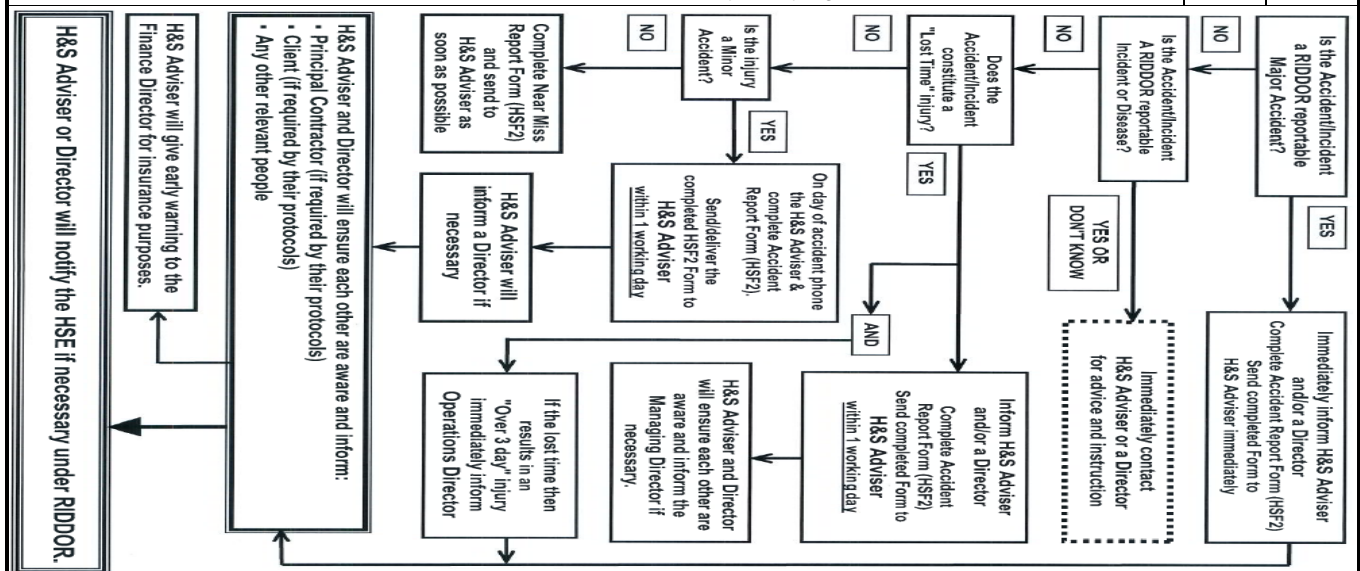 Is the Accident/Incident
a RIDDOR reportable
Major Accident?
YES
Immediately inform H&S Adviser
and/or a Director
Complete Accident Report Form (HSF2)
Send completed Form to
H&S Adviser immediately
NO
Is the Accident/Incident
A RIDDOR reportable
Incident or Disease?
YES OR
DON'T KNOW
Immediately contact
H&S Adviser or a Director
for advice and instruction
NO
Does the
Accident/Incident
constitute a
"Lost Time" injury?
YES
AND
Inform H&S Adviser
and/or a Director
Complete Accident
Report Form (HSF2)
Send completed Form to
H&S Adviser
within 1 working day
H&S Adviser and Director
will ensure each other are
aware and inform the
Managing Director if
necessary.
If the lost time then
results in an
"Over 3 day" injury
immediately inform
Operations Director
NO
Is the injury
a Minor
Accident?
YES
On day of accident phone
the H&S Adviser &
complete Accident
Report Form (HSF2).
Send/deliver the
completed HSF2 Form to
H&S Adviser
within 1 working day
H&S Adviser will
inform a Director if
necessary
NO
Complete Near Miss
Report Form (HSF2)
and send to
H&S Adviser as
soon as possible
H&S Adviser and Director will ensure each other are aware and inform:
• Principal Contractor (if required by their protocols)
• Client (if required by their protocols)
• Any other relevant people
H&S Adviser will give early warning to the
Finance Director for insurance purposes.
H&S Adviser or Director will notify the HSE if necessary under RIDDOR.